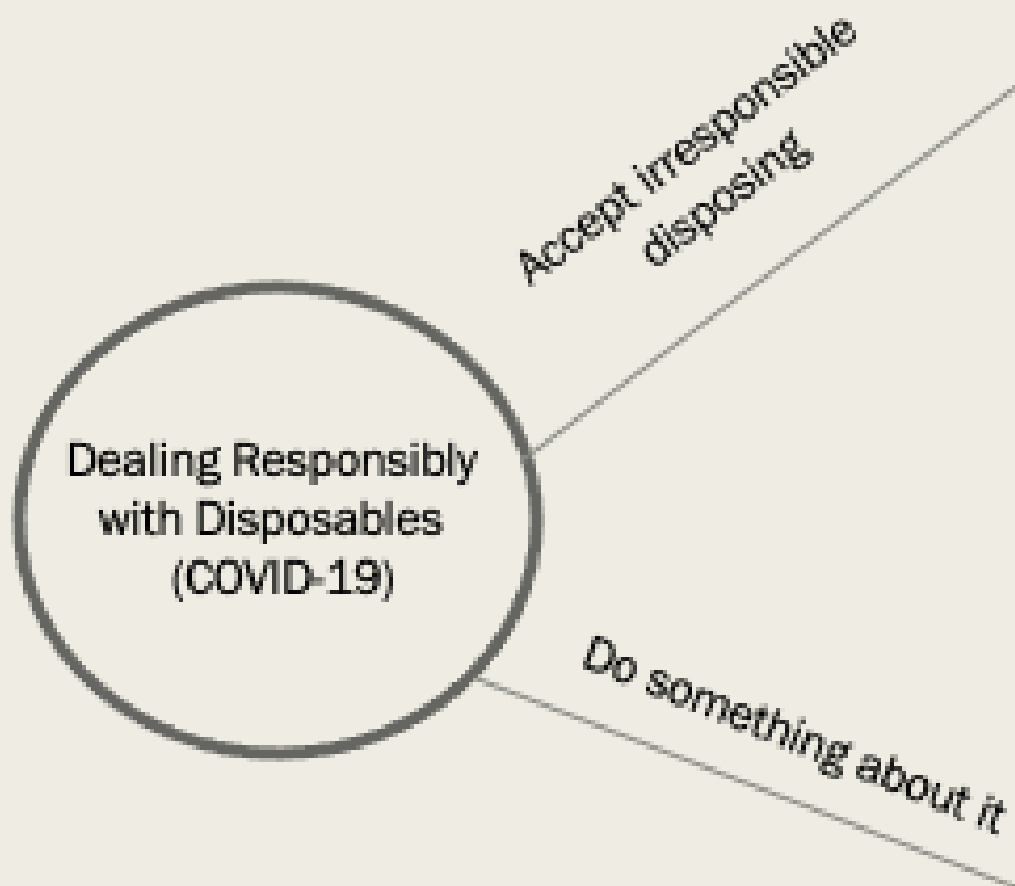 Accept irresponsible
disposing
Dealing Responsibly
with Disposables
(COVID-19)
Do something about it